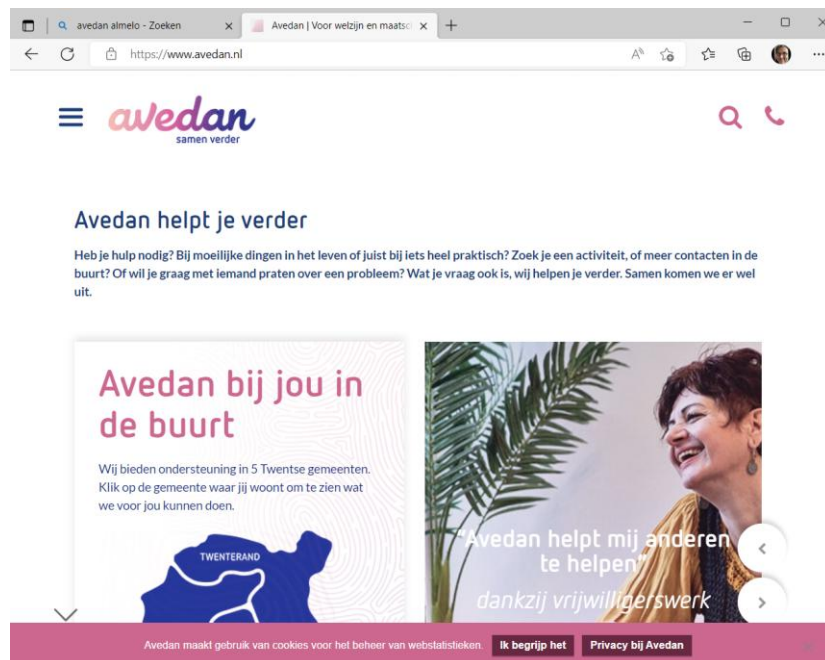 avedan almelo - Zoeken
Avedan | Voor welzijn en maatsc
https://www.avedan.nl
avedan
samen verder
Avedan helpt je verder
Heb je hulp nodig? Bij moeilijke dingen in het leven of juist bij iets heel praktisch? Zoek je een activiteit, of meer contacten in de
buurt? Of wil je graag met iemand praten over een probleem? Wat je vraag ook is, wij helpen je verder. Samen komen we er wel
uit.
Avedan bij jou in
de buurt
Wij bieden ondersteuning in 5 Twentse gemeenten.
Klik op de gemeente waar jij woont om te zien wat
we voor jou kunnen doen.
TWENTERAND
"Avedan helpt mij anderen
te helpen"
dankzij vrijwilligerswerk
Avedan maakt gebruik van cookies voor het beheer van webstatistieken. Ik begrijp het Privacy bij Avedan